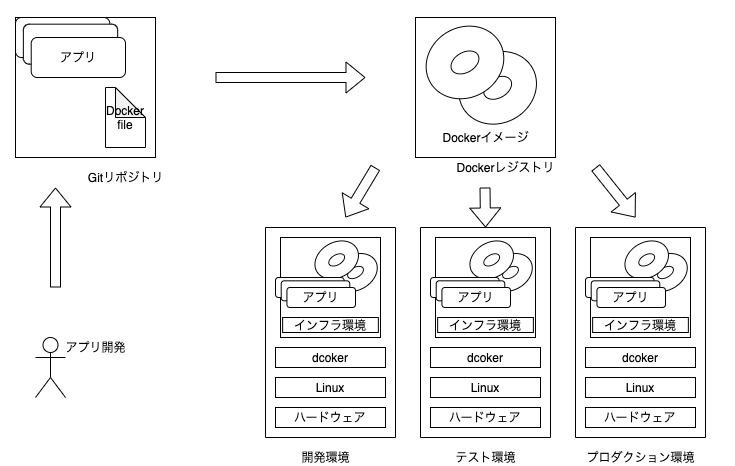 アプリ
Docker
file
Gitリポジトリ
Dockerイメージ
Dockerレジストリ
アプリ開発
アプリ
インフラ環境
dcoker
Linux
ハードウェア
開発環境
アプリ
インフラ環境
dcoker
Linux
ハードウェア
テスト環境
アプリ
インフラ環境
dcoker
Linux
ハードウェア
プロダクション環境